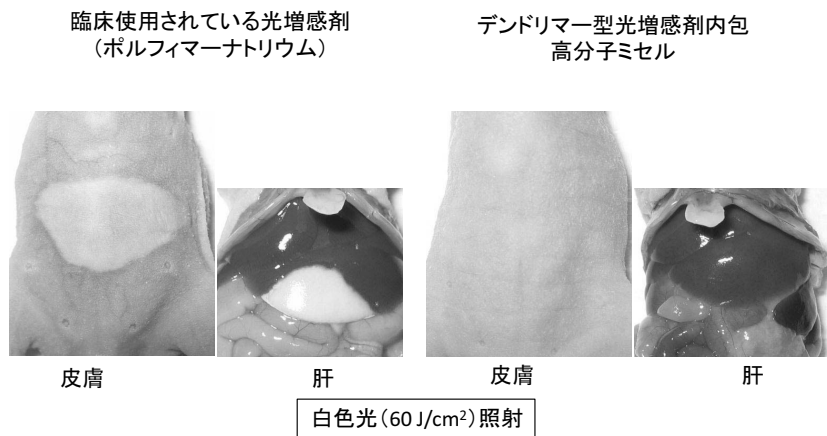 臨床使用されている光増感剤
（ポルフィマーナトリウム）
デンドリマー型光増感剤内包
高分子ミセル
皮膚
肝
皮膚
肝
白色光（60 J/cm²）照射